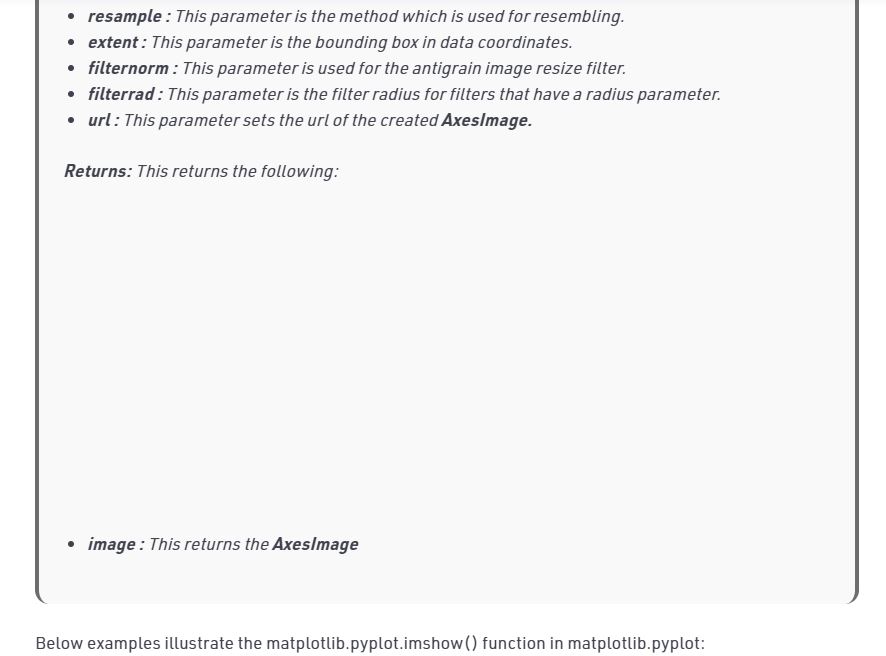 • resample : This parameter is the method which is used for resembling.
• extent : This parameter is the bounding box in data coordinates.
• filternorm : This parameter is used for the antigrain image resize filter.
• filterrad : This parameter is the filter radius for filters that have a radius parameter.
• url : This parameter sets the url of the created AxesImage.
Returns: This returns the following:
• image : This returns the AxesImage
Below examples illustrate the matplotlib.pyplot.imshow() function in matplotlib.pyplot: